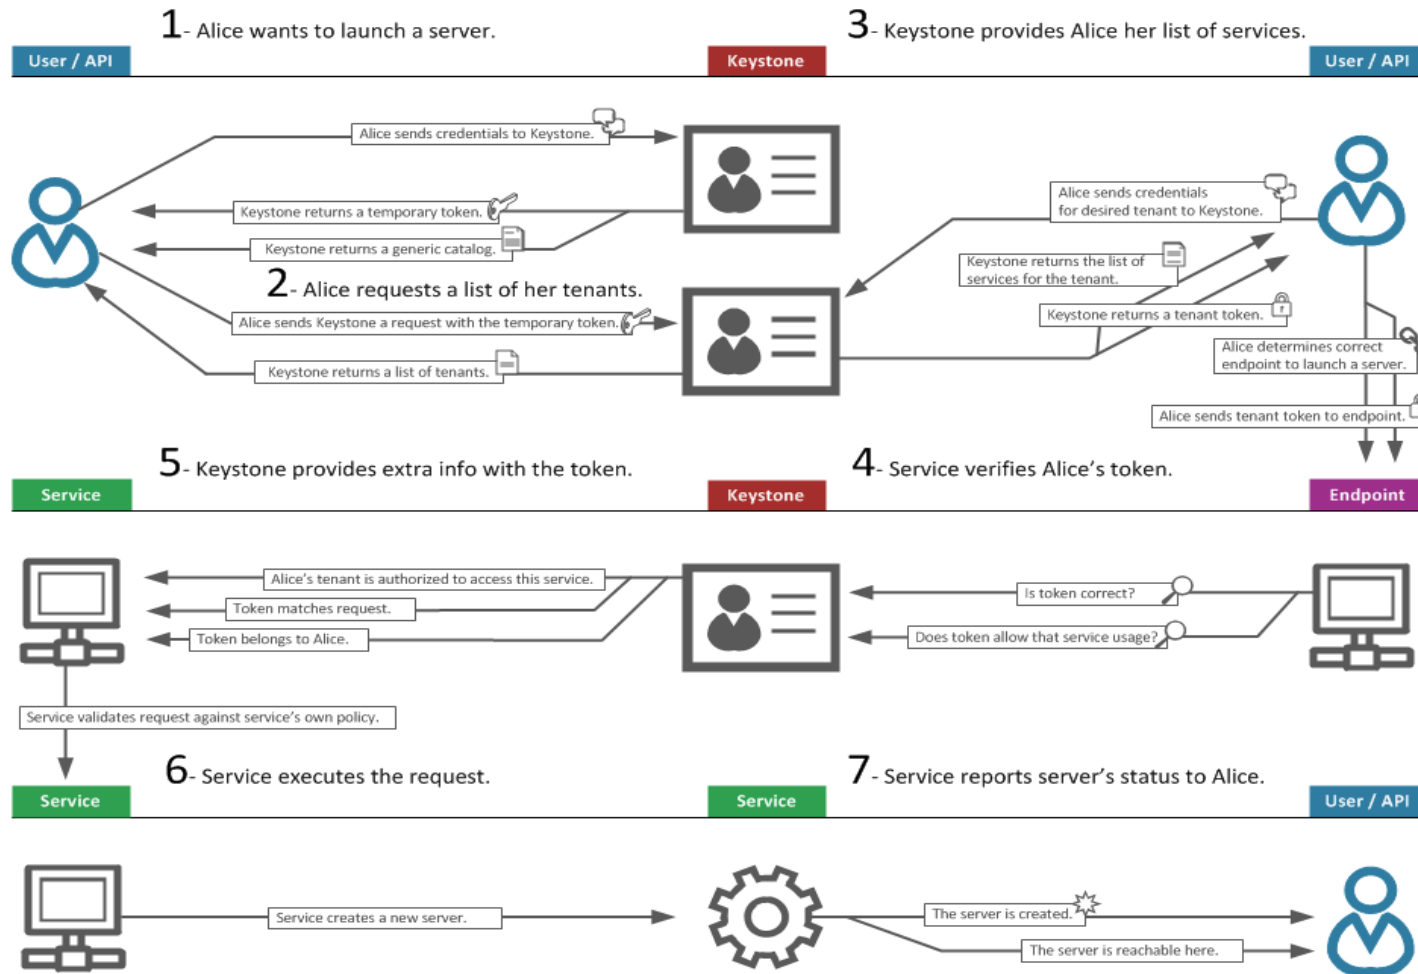 1- Alice wants to launch a server.
3- Keystone provides Alice her list of services.
User / API
Keystone
User / API
Alice sends credentials to Keystone.
Keystone returns a temporary token.
Keystone returns a generic catalog.
2- Alice requests a list of her tenants.
Alice sends Keystone a request with the temporary token.
Keystone returns a list of tenants.
Alice sends credentials
for desired tenant to Keystone.
Keystone returns the list of
services for the tenant.
Keystone returns a tenant token.
Alice determines correct
endpoint to launch a server.
Alice sends tenant token to endpoint.
5- Keystone provides extra info with the token.
4- Service verifies Alice's token.
Service
Keystone
Endpoint
Alice's tenant is authorized to access this service.
Token matches request.
Token belongs to Alice.
Is token correct?
Does token allow that service usage?
Service validates request against service's own policy.
6- Service executes the request.
7- Service reports server's status to Alice.
Service
Service
User / API
Service creates a new server.
The server is created.
The server is reachable here.